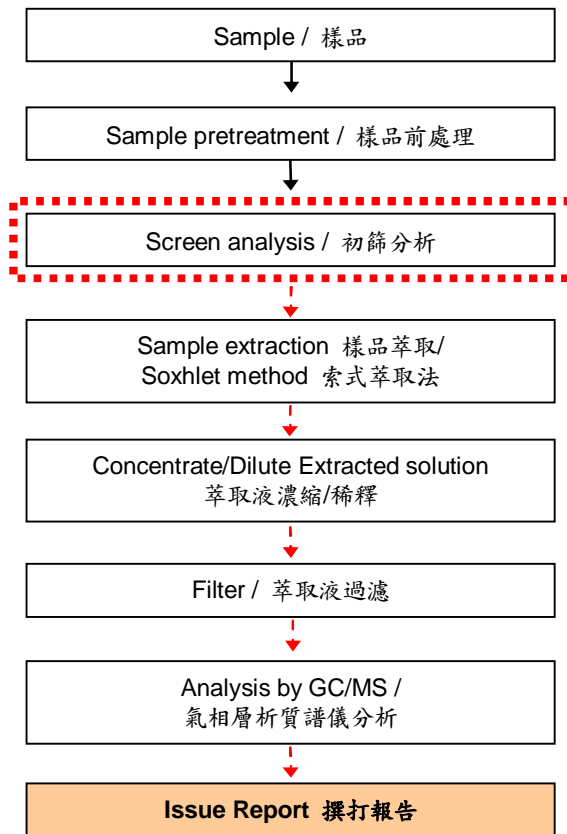 Sample / 樣品
Sample pretreatment / 樣品前處理
Screen analysis / 初篩分析
Sample extraction 樣品萃取/
Soxhlet method 索式萃取法
Concentrate/Dilute Extracted solution
萃取液濃縮/稀釋
Filter / 萃取液過濾
Analysis by GC/MS /
氣相層析質譜儀分析
Issue Report 撰打報告